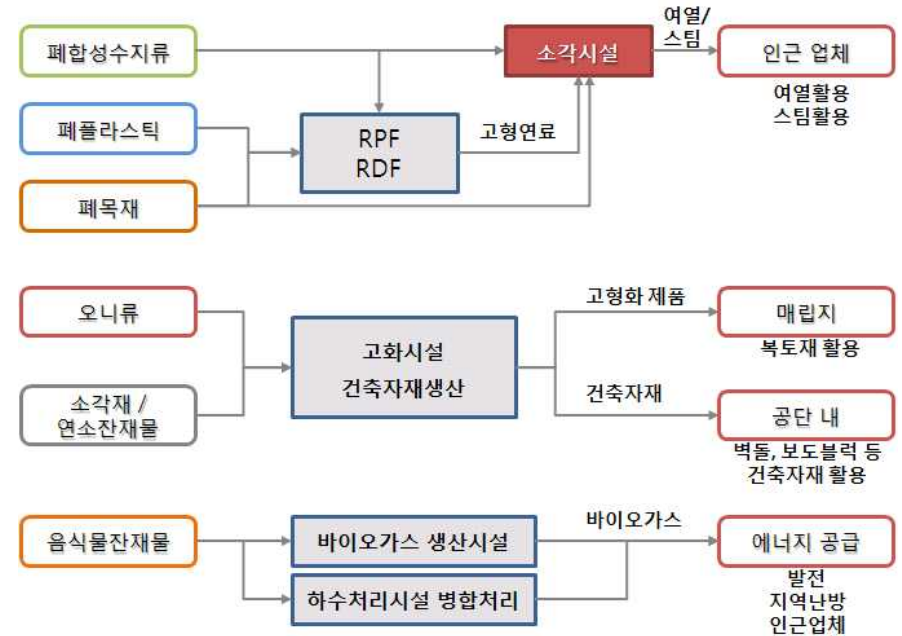 폐합성수지류
소각시설
여열/
스팀
인근 업체
여열활용
스팀활용
폐플라스틱
RPF
RDF
고형연료
폐목재
오니류
고화시설
건축자재생산
고형화 제품
매립지
복토재 활용
소각재 /
연소잔재물
건축자재
공단 내
벽돌, 보도블럭 등
건축자재 활용
음식물잔재물
바이오가스 생산시설
하수처리시설 병합처리
바이오가스
에너지 공급
발전
지역난방
인근업체